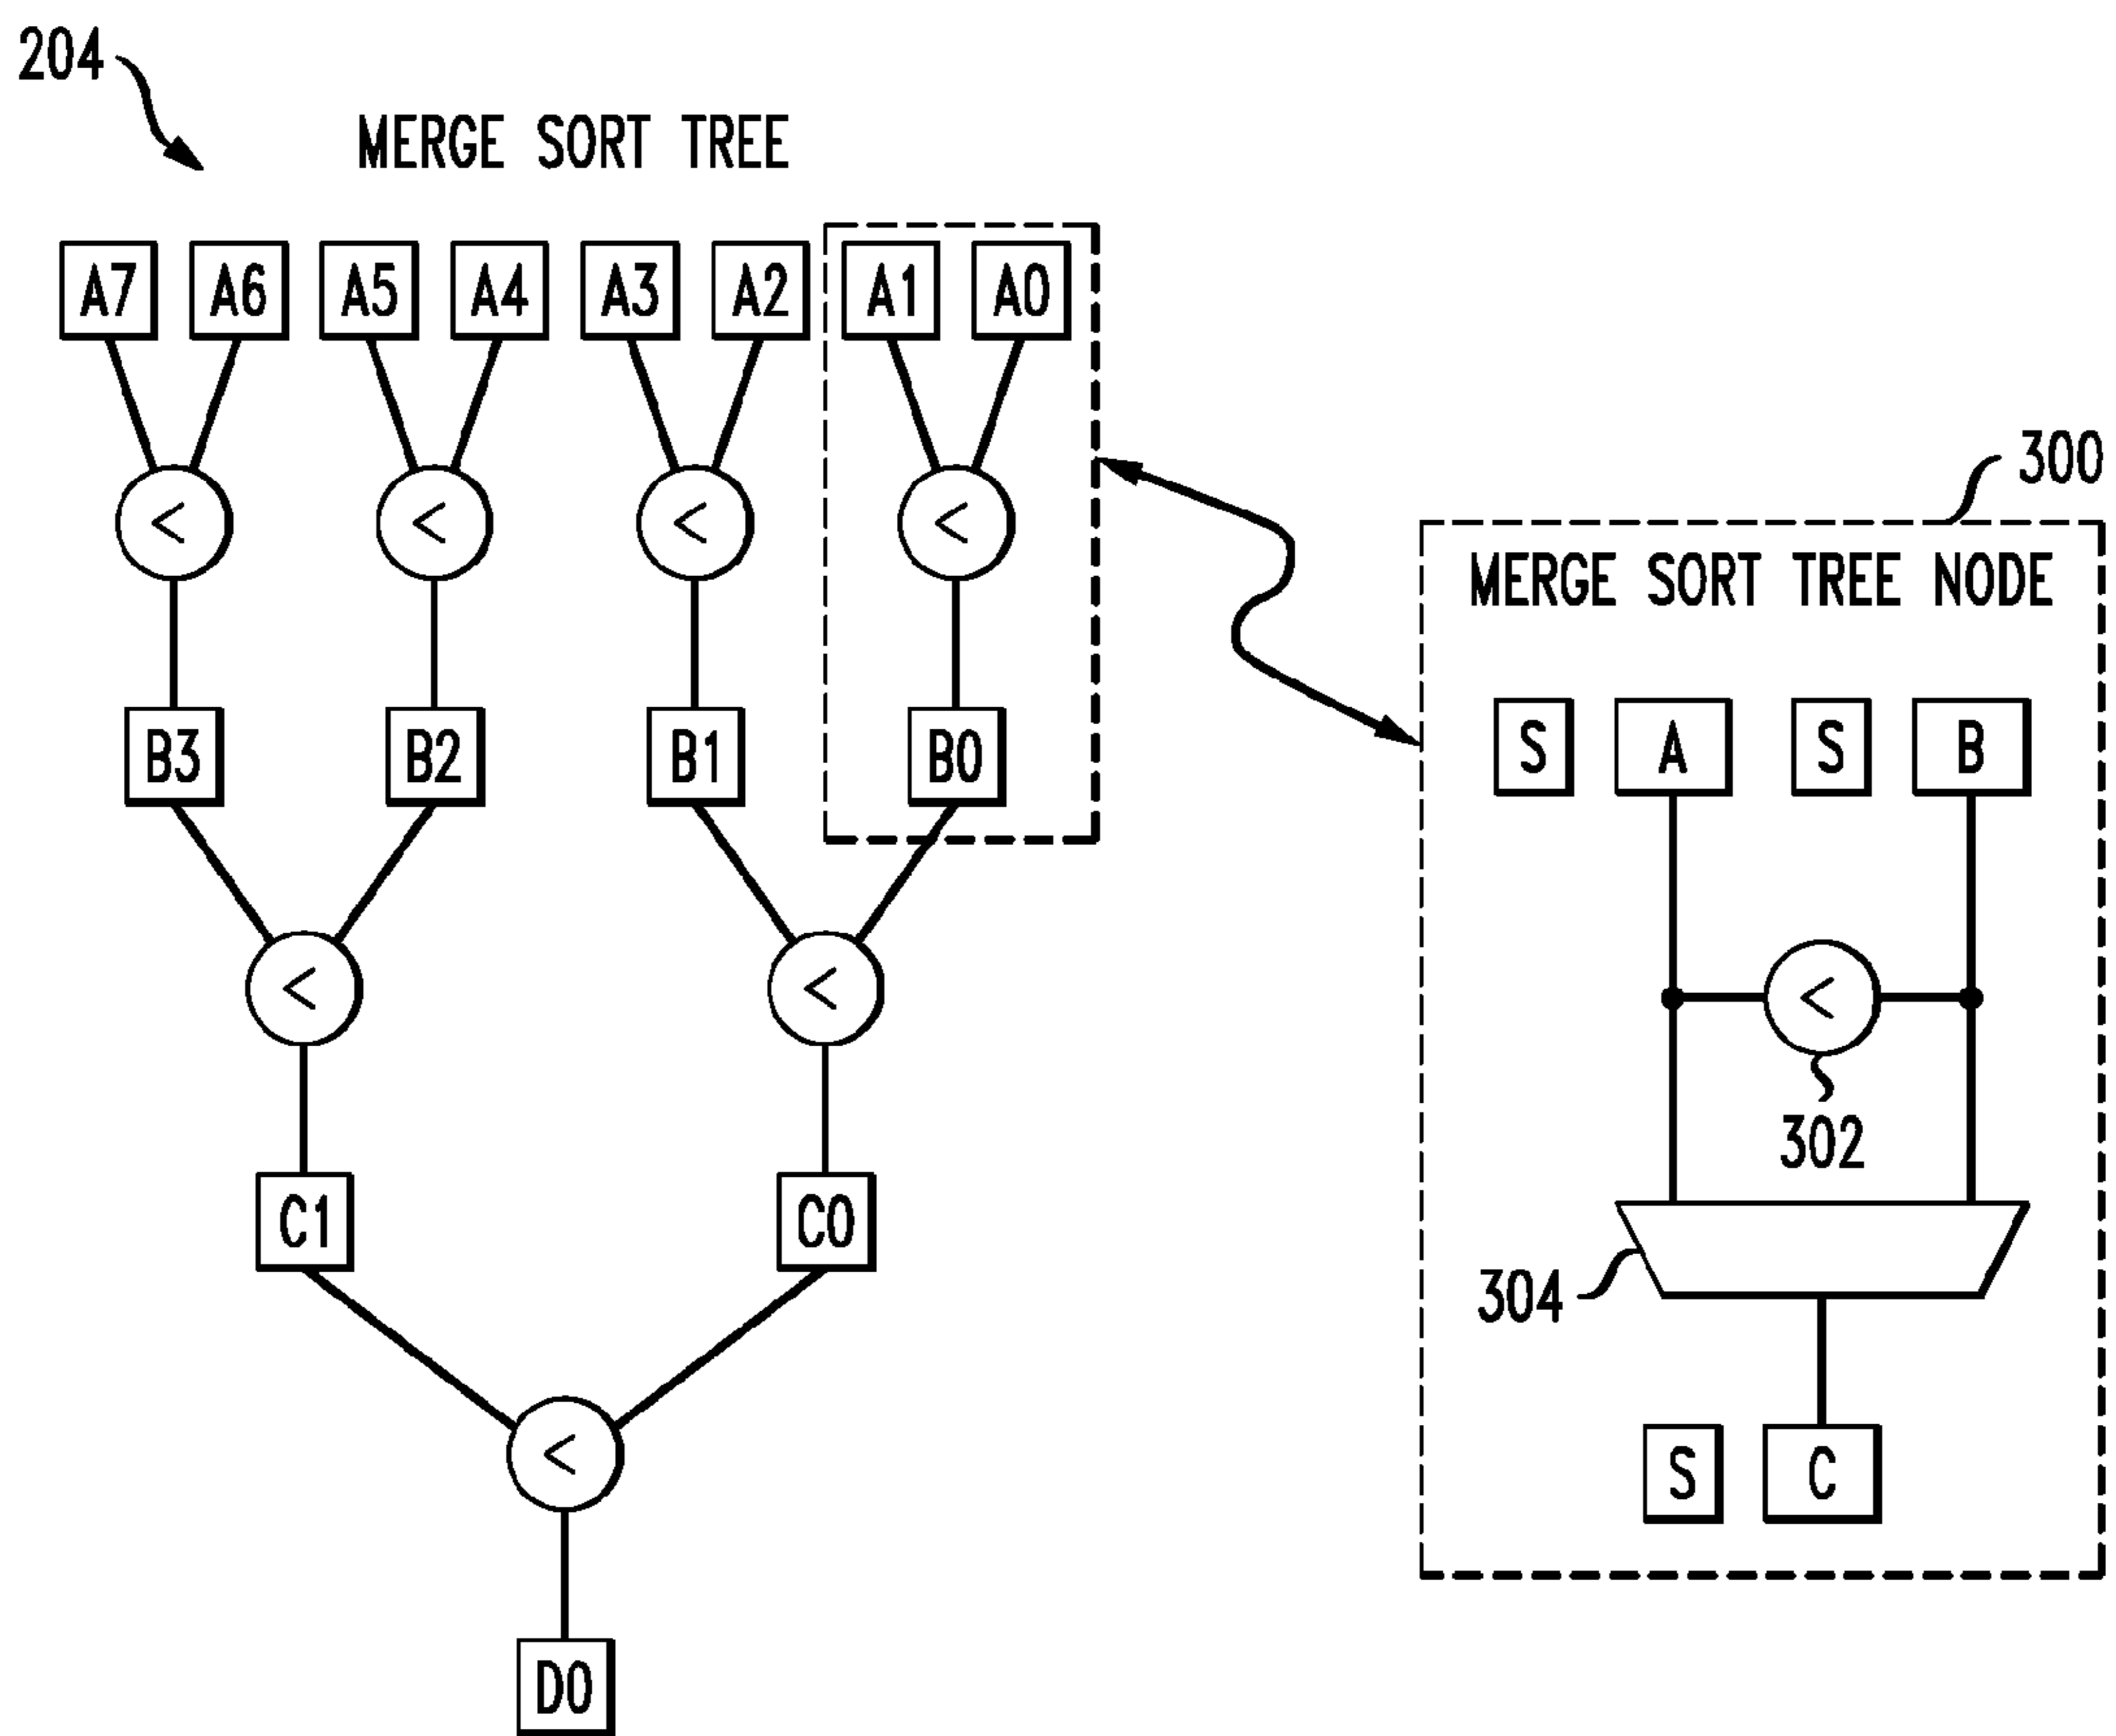 204
MERGE SORT TREE
A7 A6 A5 A4 A3 A2 A1 A0
< < < <
300
MERGE SORT TREE NODE
B3 B2 B1 B0
S A S B
< <
<
302
C1 C0
304
<
S C
D0